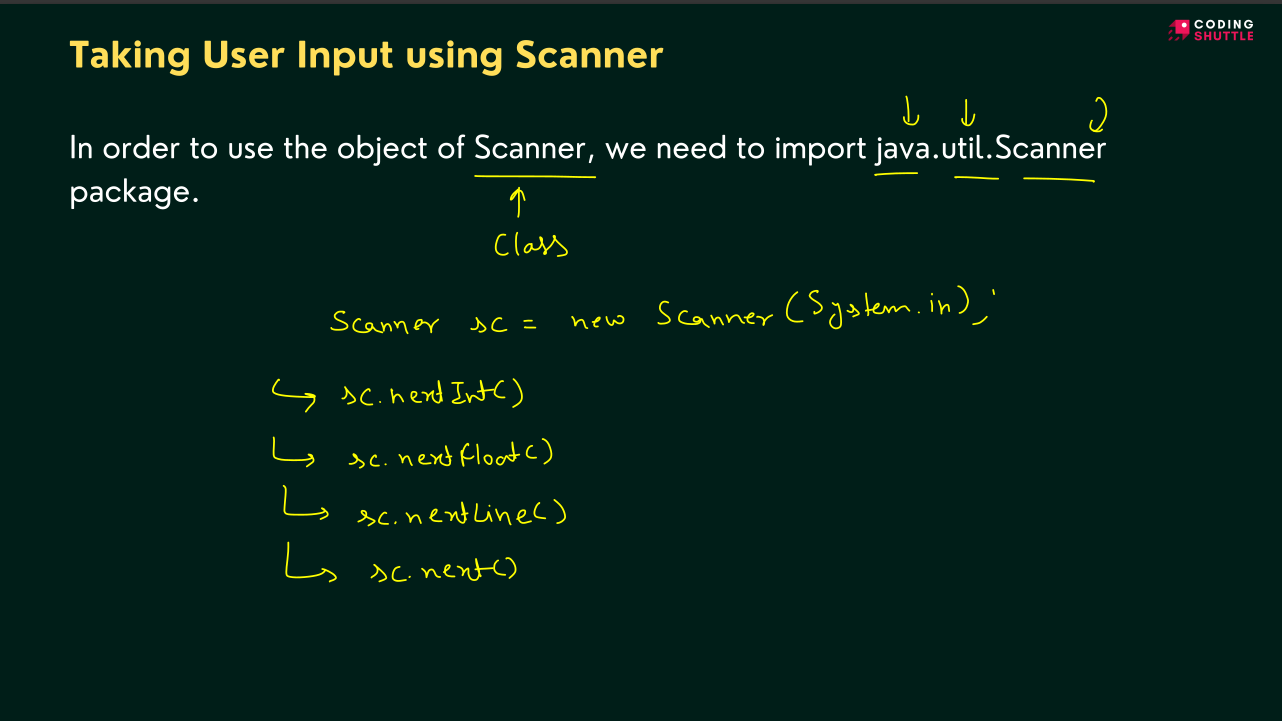 CODING
SHUTTLE
Taking User Input using Scanner
In order to use the object of Scanner, we need to import java.util.Scanner
package.
Class
Scanner sc = new Scanner (System.in);
sc.nextInt()
sc.nextFloat()
sc.nextLine()
sc.next()